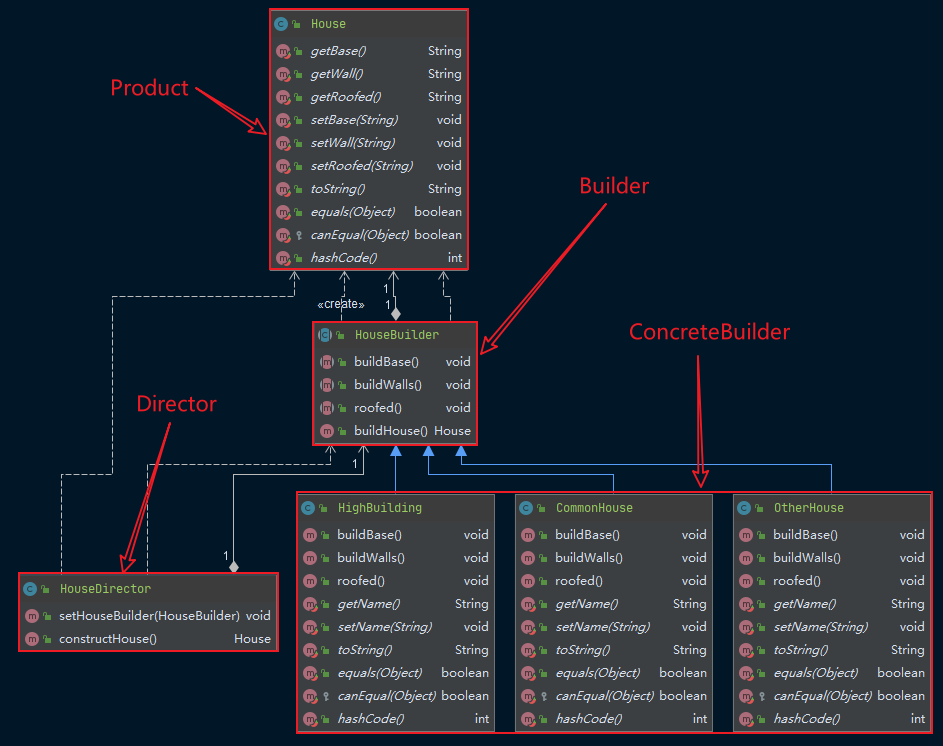 House
getBase() String
getWall() String
getRoofed() String
setBase(String) void
setWall(String) void
setRoofed(String) void
toString() String
equals(Object) boolean
canEqual(Object) boolean
hashCode() int
Product
Builder
«create»
1
1
HouseBuilder
buildBase() void
buildWalls() void
roofed() void
buildHouse() House
ConcreteBuilder
Director
1
1
HouseDirector
setHouseBuilder(HouseBuilder) void
constructHouse() House
HighBuilding
buildBase() void
buildWalls() void
roofed() void
getName() String
setName(String) void
toString() String
equals(Object) boolean
canEqual(Object) boolean
hashCode() int
CommonHouse
buildBase() void
buildWalls() void
roofed() void
getName() String
setName(String) void
toString() String
equals(Object) boolean
canEqual(Object) boolean
hashCode() int
OtherHouse
buildBase() void
buildWalls() void
roofed() void
getName() String
setName(String) void
toString() String
equals(Object) boolean
canEqual(Object) boolean
hashCode() int